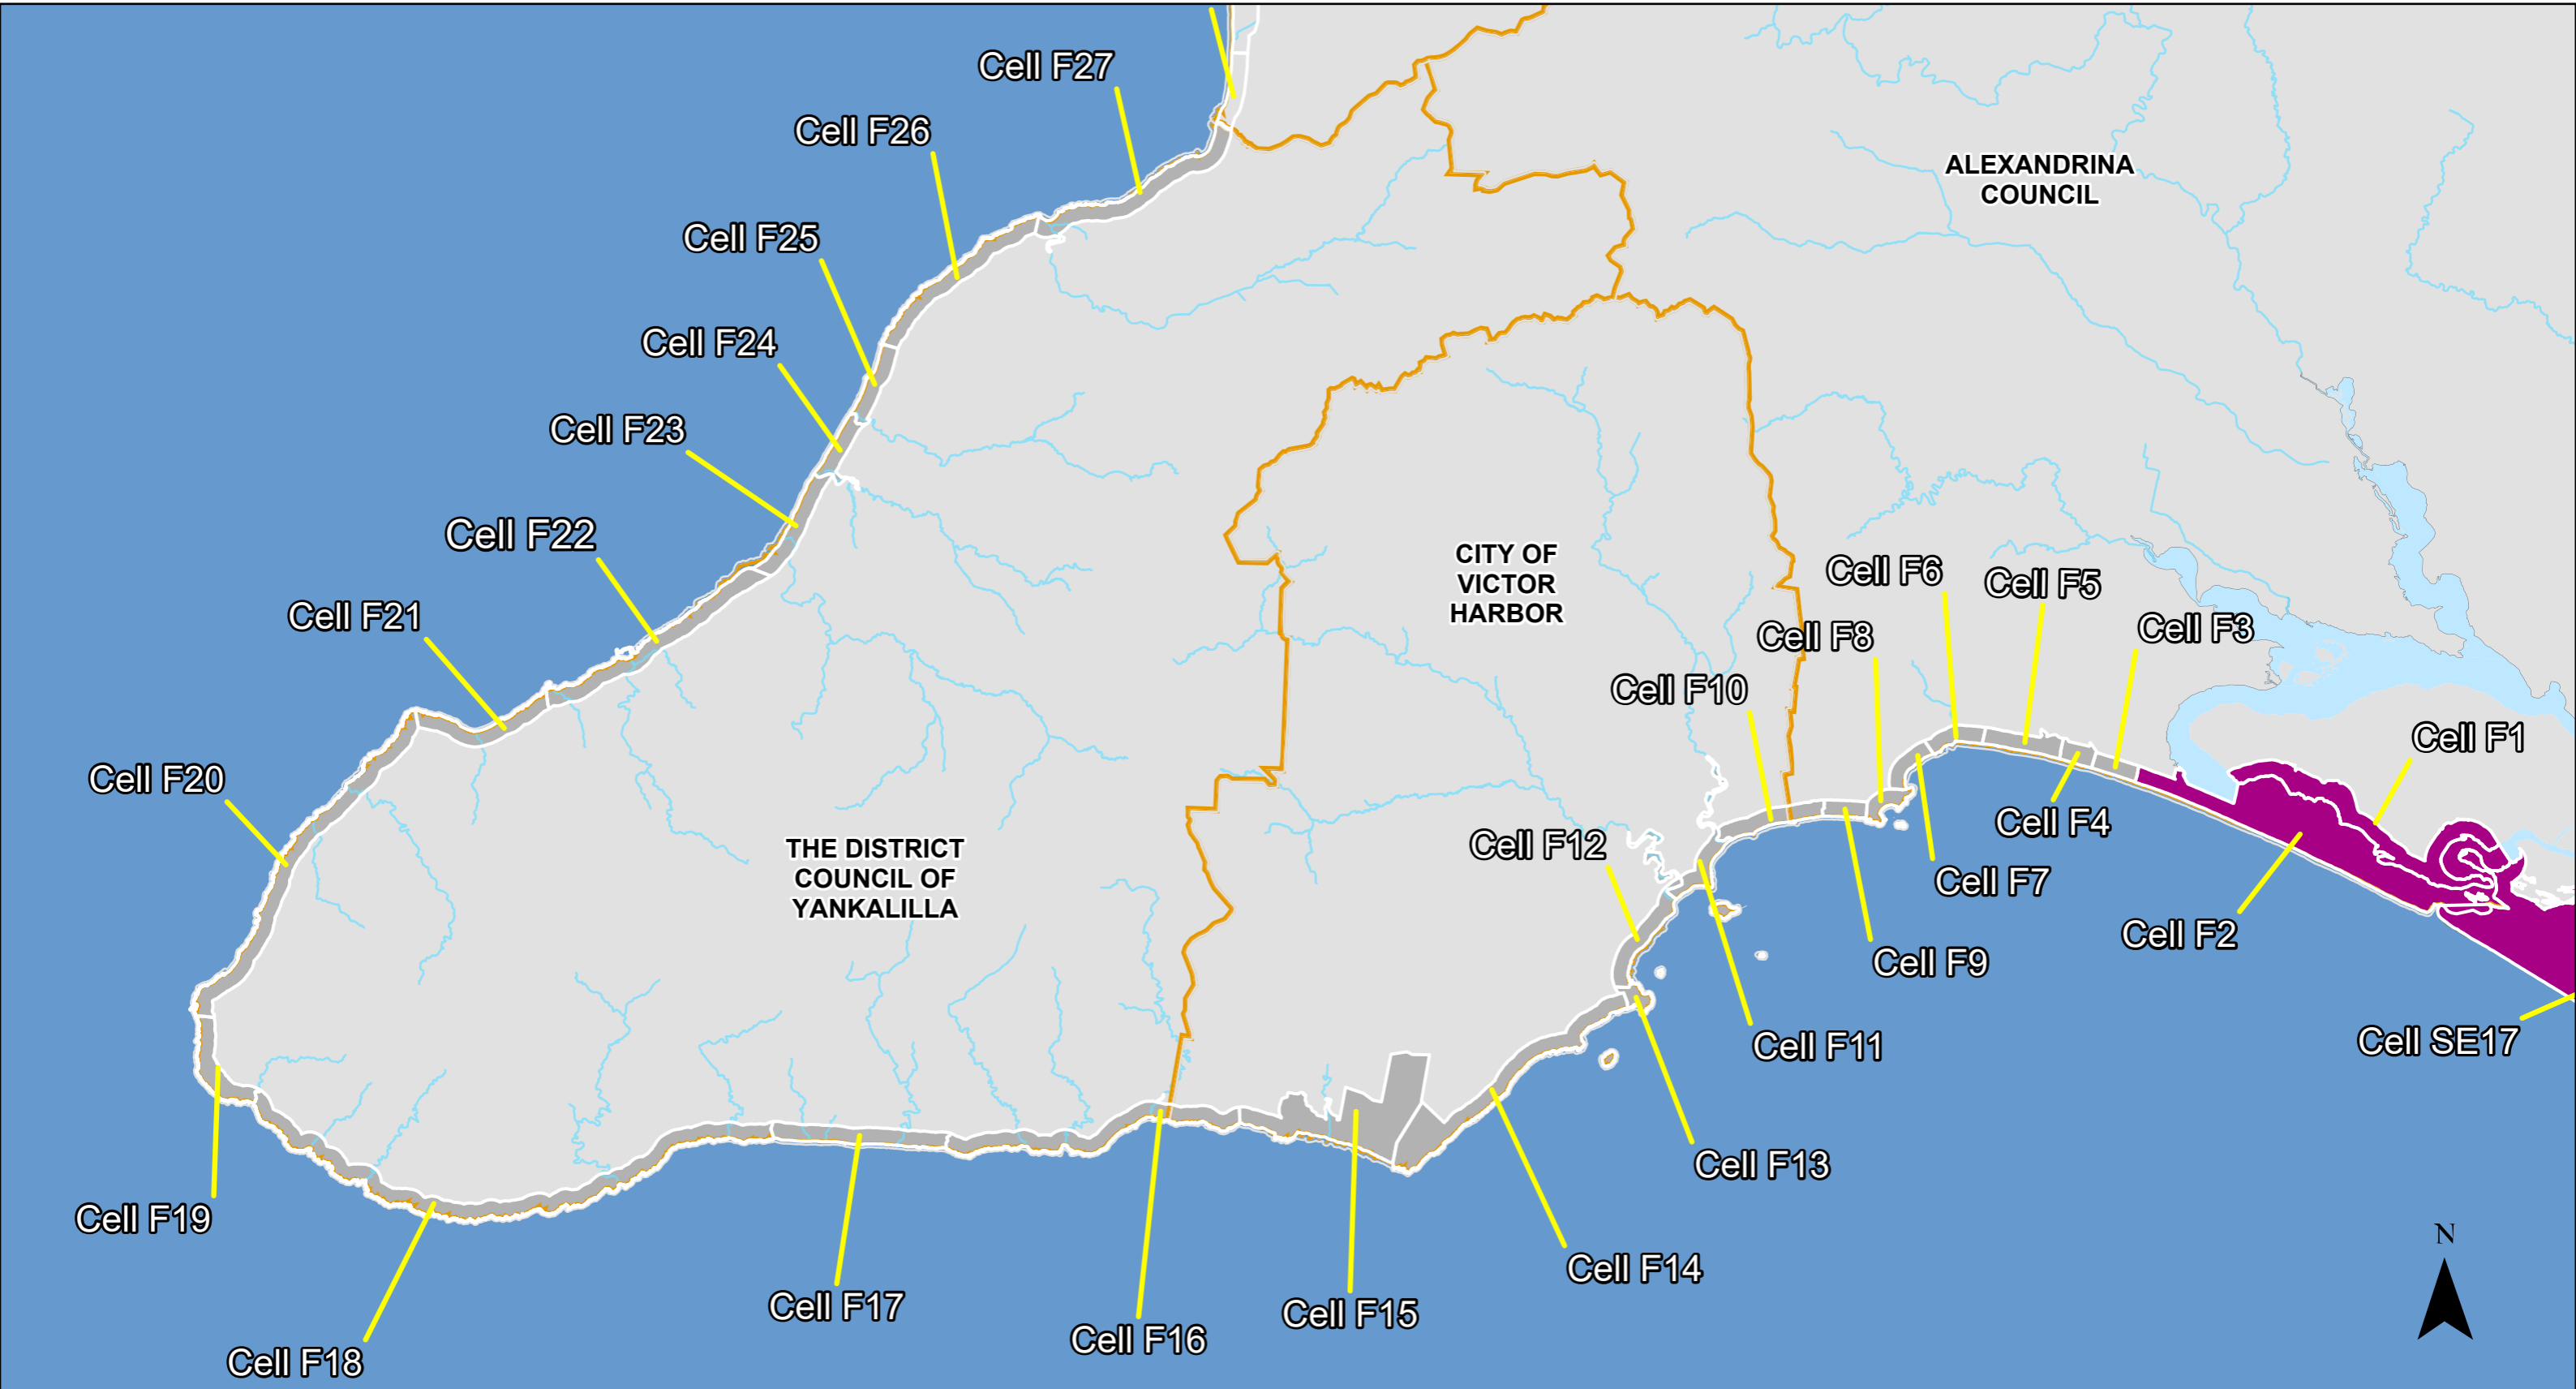 Cell F27
Cell F26
ALEXANDRINA
COUNCIL
Cell F25
Cell F24
Cell F23
Cell F22
CITY OF
VICTOR
HARBOR
Cell F6
Cell F5
Cell F21
Cell F8
Cell F3
Cell F10
Cell F1
Cell F20
Cell F4
THE DISTRICT
COUNCIL OF
YANKALILLA
Cell F12
Cell F7
Cell F2
Cell F9
Cell F11
Cell SE17
Cell F13
Cell F19
N
Cell F14
Cell F17
Cell F15
Cell F16
Cell F18